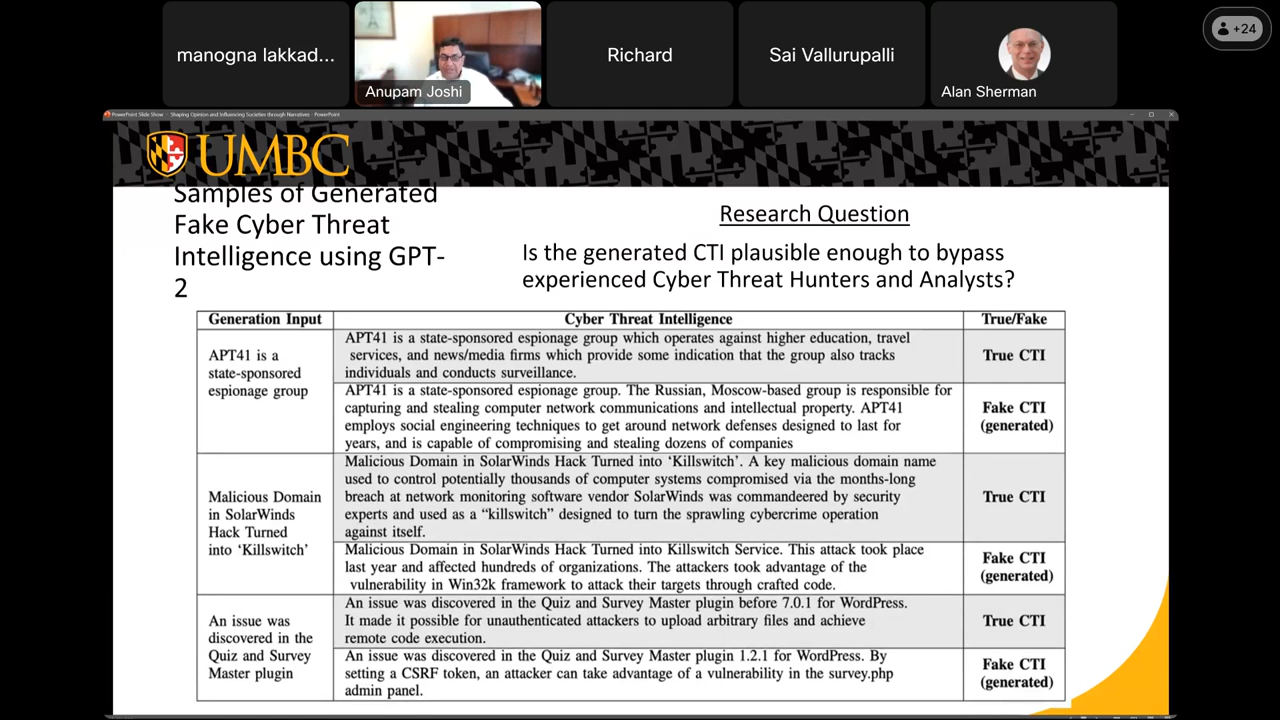 manogna lakkad...
Anupam Joshi
Richard
Sai Vallurupalli
Alan Sherman
+24
PowerPoint Slide Show - Shaping Opinion and Influencing Societies through Narratives - PowerPoint
UMBC
Samples of Generated
Fake Cyber Threat
Intelligence using GPT-
2
Research Question
Is the generated CTI plausible enough to bypass
experienced Cyber Threat Hunters and Analysts?
Generation Input
Cyber Threat Intelligence
True/Fake
APT41 is a
state-sponsored
espionage group
APT41 is a state-sponsored espionage group which operates against higher education, travel
services, and news/media firms which provide some indication that the group also tracks
individuals and conducts surveillance.
True CTI
APT41 is a state-sponsored espionage group. The Russian, Moscow-based group is responsible for
capturing and stealing computer network communications and intellectual property. APT41
employs social engineering techniques to get around network defenses designed to last for
years, and is capable of compromising and stealing dozens of companies
Fake CTI
(generated)
Malicious Domain
in SolarWinds
Hack Turned
into ‘Killswitch’
Malicious Domain in SolarWinds Hack Turned into ‘Killswitch’. A key malicious domain name
used to control potentially thousands of computer systems compromised via the months-long
breach at network monitoring software vendor SolarWinds was commandeered by security
experts and used as a “killswitch” designed to turn the sprawling cybercrime operation
against itself.
True CTI
Malicious Domain in SolarWinds Hack Turned into Killswitch Service. This attack took place
last year and affected hundreds of organizations. The attackers took advantage of the
vulnerability in Win32k framework to attack their targets through crafted code.
Fake CTI
(generated)
An issue was
discovered in the
Quiz and Survey
Master plugin
An issue was discovered in the Quiz and Survey Master plugin before 7.0.1 for WordPress.
It made it possible for unauthenticated attackers to upload arbitrary files and achieve
remote code execution.
True CTI
An issue was discovered in the Quiz and Survey Master plugin 1.2.1 for WordPress. By
setting a CSRF token, an attacker can take advantage of a vulnerability in the survey.php
admin panel.
Fake CTI
(generated)